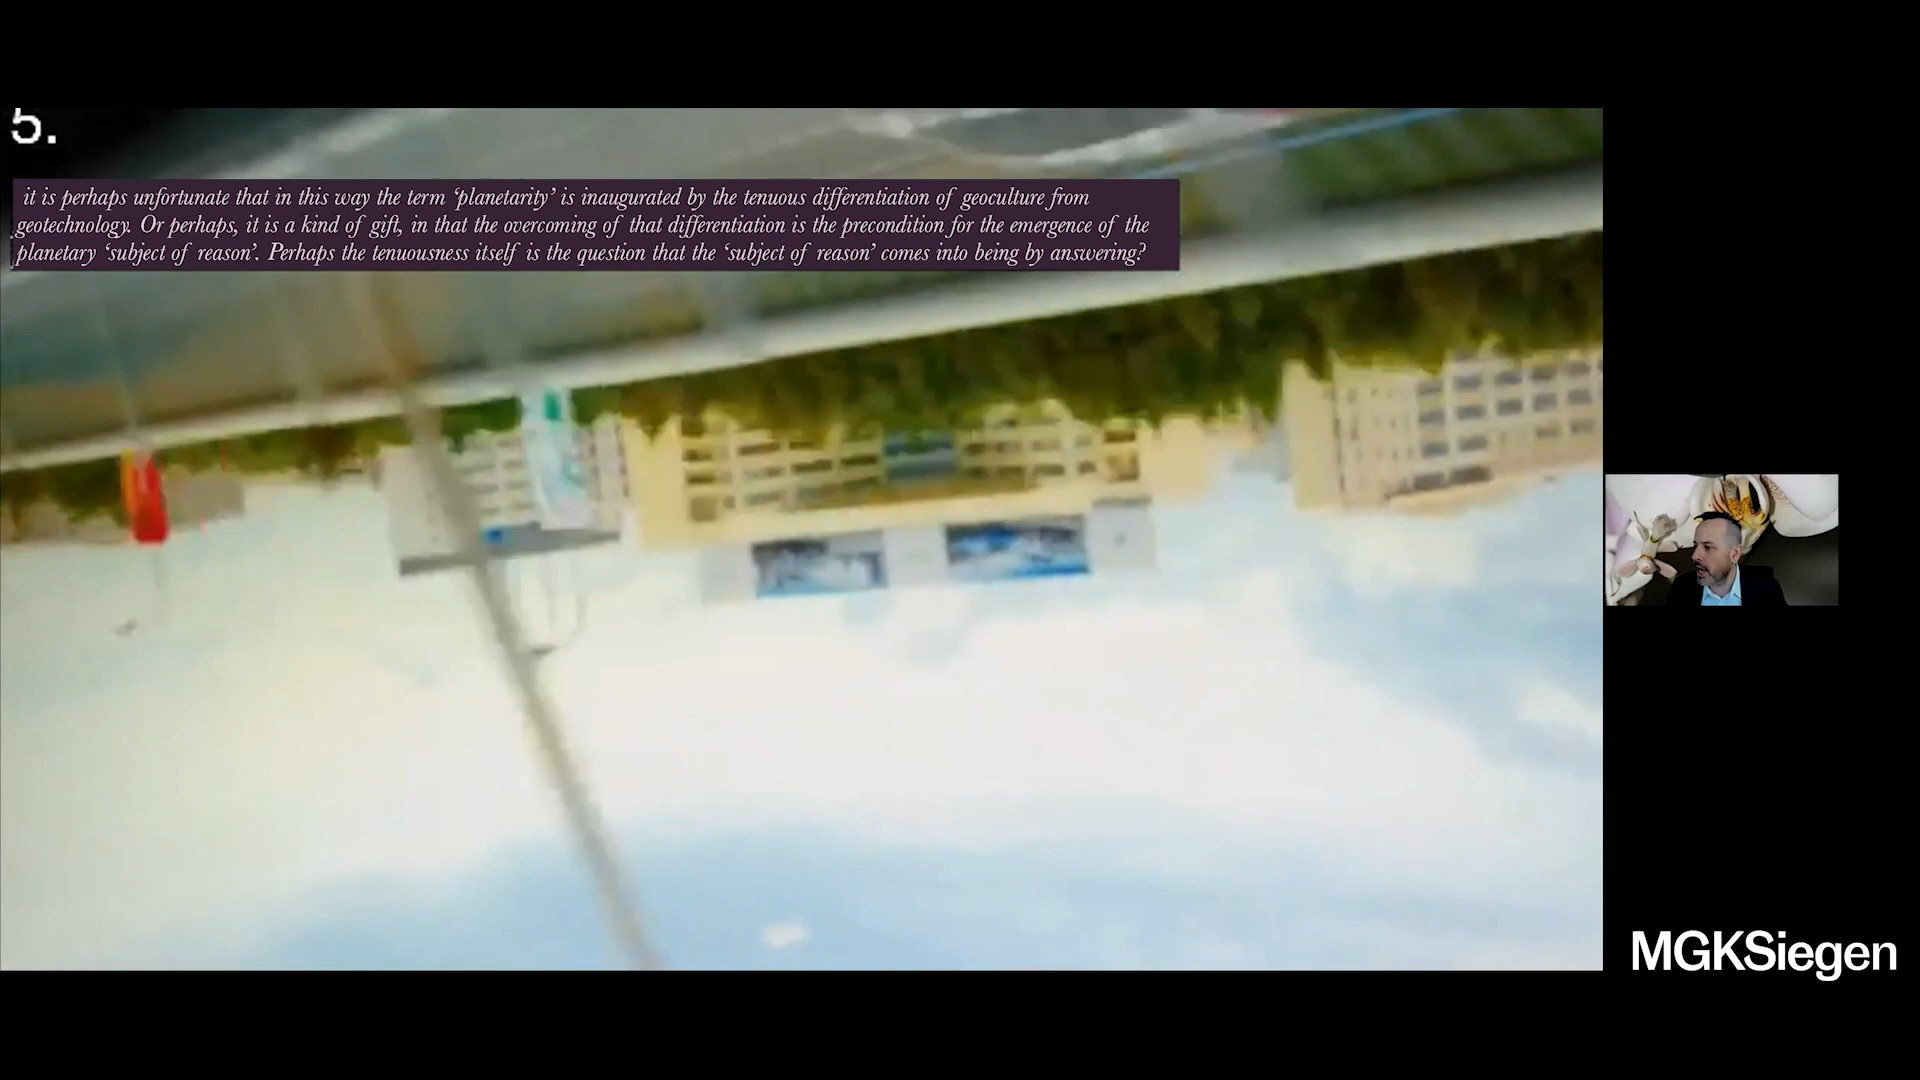 5.
it is perhaps unfortunate that in this way the term ‘planetarity’ is inaugurated by the tenuous differentiation of geoculture from
geotechnology. Or perhaps, it is a kind of gift, in that the overcoming of that differentiation is the precondition for the emergence of the
planetary ‘subject of reason’. Perhaps the tenuousness itself is the question that the ‘subject of reason’ comes into being by answering?
MGKSiegen